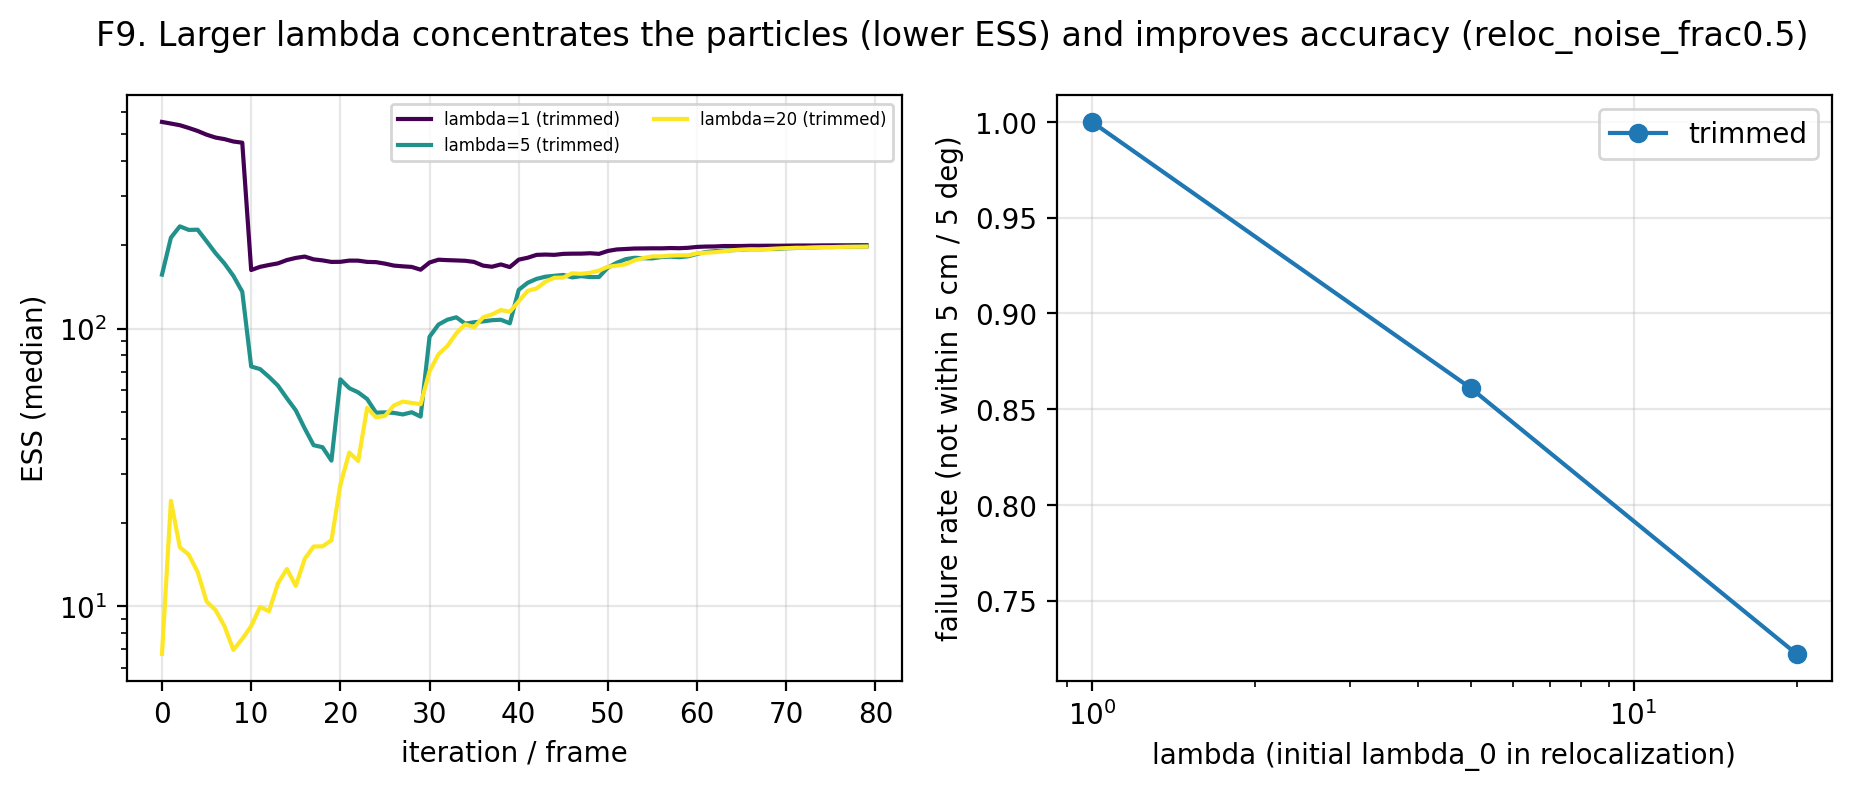 F9. Larger lambda concentrates the particles (lower ESS) and improves accuracy (reloc_noise_frac0.5)
lambda=1 (trimmed)
lambda=5 (trimmed)
lambda=20 (trimmed)
ESS (median)
10²
10¹
0 10 20 30 40 50 60 70 80
iteration / frame
trimmed
failure rate (not within 5 cm / 5 deg)
1.00
0.95
0.90
0.85
0.80
0.75
10⁰ 10¹
lambda (initial lambda_0 in relocalization)